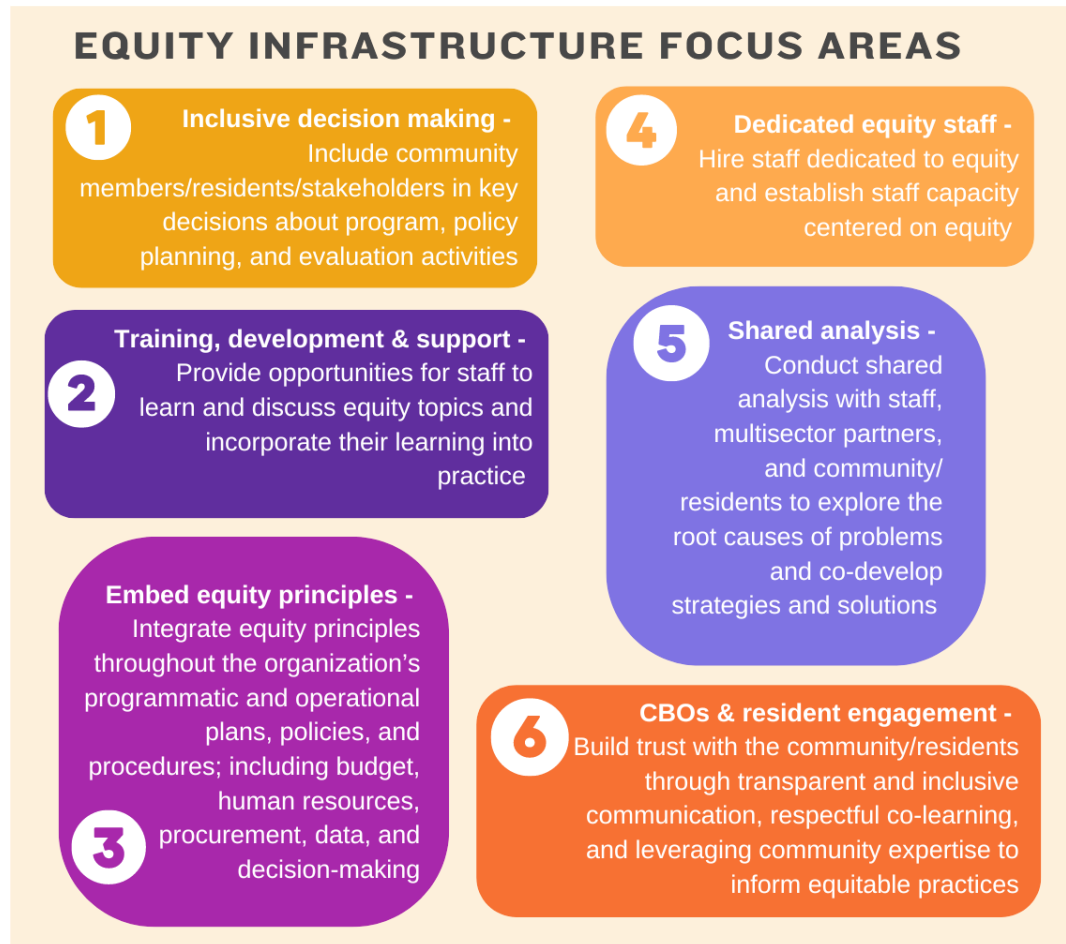 EQUITY INFRASTRUCTURE FOCUS AREAS
1
Inclusive decision making -
Include community
members/residents/stakeholders in key
decisions about program, policy
planning, and evaluation activities
2
Training, development & support -
Provide opportunities for staff to
learn and discuss equity topics and
incorporate their learning into
practice
3
Embed equity principles -
Integrate equity principles
throughout the organization's
programmatic and operational
plans, policies, and
procedures; including budget,
human resources,
procurement, data, and
decision-making
4
Dedicated equity staff -
Hire staff dedicated to equity
and establish staff capacity
centered on equity
5
Shared analysis -
Conduct shared
analysis with staff,
multisector partners,
and community/
residents to explore the
root causes of problems
and co-develop
strategies and solutions
6
CBOs & resident engagement -
Build trust with the community/residents
through transparent and inclusive
communication, respectful co-learning,
and leveraging community expertise to
inform equitable practices